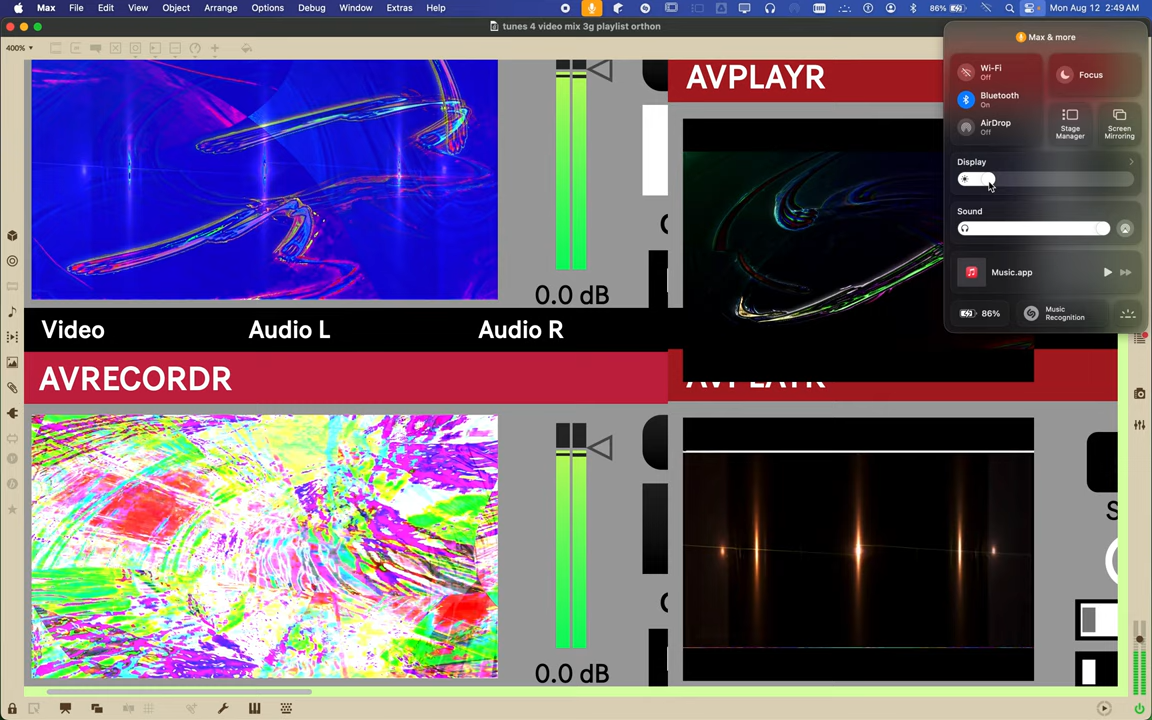 Max File Edit View Object Arrange Options Debug Window Extras Help 86% Mon Aug 12 2:49 AM
tunes 4 video mix 3g playlist orthon
400%
Max & more
Wi-Fi
Off
Focus
Bluetooth
On
AirDrop
Off
Stage
Manager
Screen
Mirroring
Display
Sound
Music.app
86%
Music
Recognition
AVPLAYR
0.0 dB
Video Audio L Audio R
AVRECORDR
AVPLAYR
0.0 dB